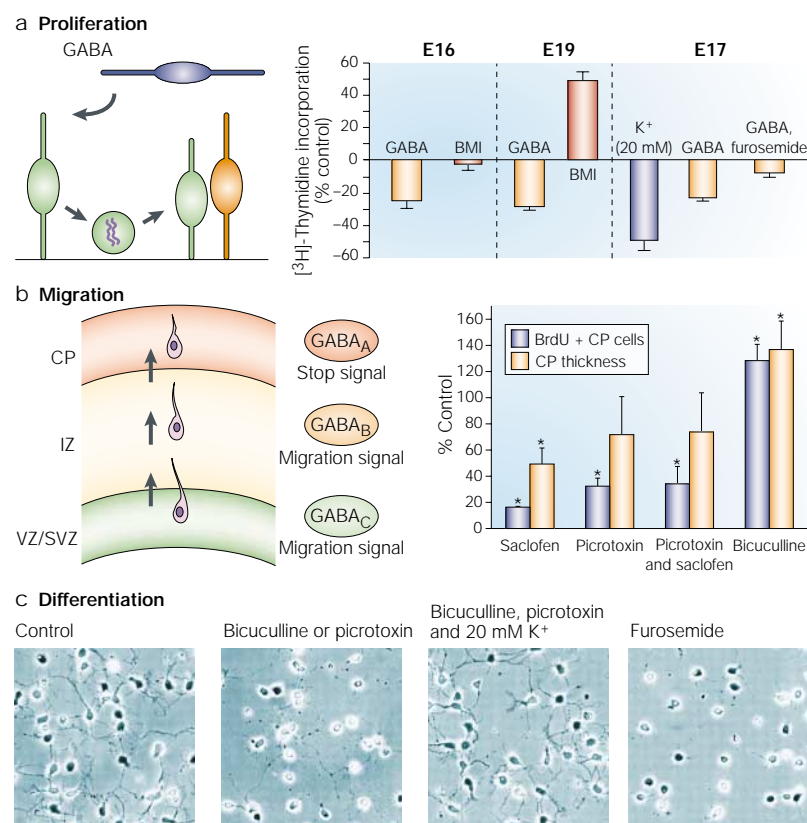 a Proliferation
GABA
[³H]-Thymidine incorporation
(% control)
E16
E19
E17
60
40
20
0
−20
−40
−60
GABA
BMI
GABA
BMI
K⁺
(20 mM)
GABA
GABA,
furosemide
b Migration
CP
IZ
VZ/SVZ
GABA_A
Stop signal
GABA_B
Migration signal
GABA_C
Migration signal
% Control
160
140
120
100
80
60
40
20
0
BrdU + CP cells
CP thickness
*
*
*
*
*
*
Saclofen
Picrotoxin
Picrotoxin
and saclofen
Bicuculline
c Differentiation
Control
Bicuculline or picrotoxin
Bicuculline, picrotoxin
and 20 mM K⁺
Furosemide